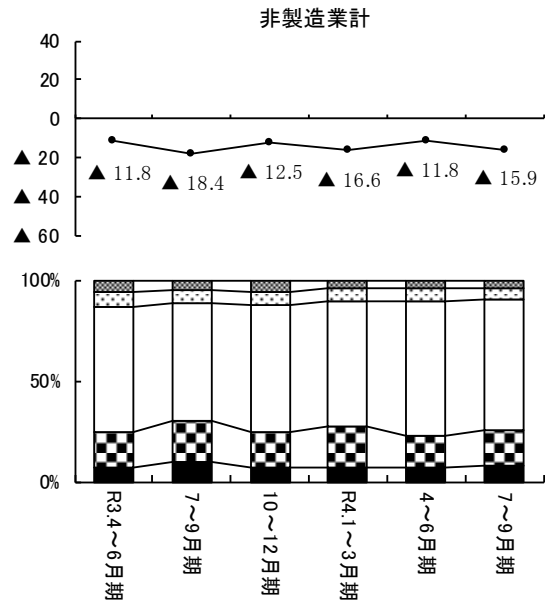 非製造業計
40
20
0
▲ 20
▲ 40
▲ 60
▲ 11.8
▲ 18.4
▲ 12.5
▲ 16.6
▲ 11.8
▲ 15.9
100%
50%
0%
R3.4～6月期
7～9月期
10～12月期
R4.1～3月期
4～6月期
7～9月期